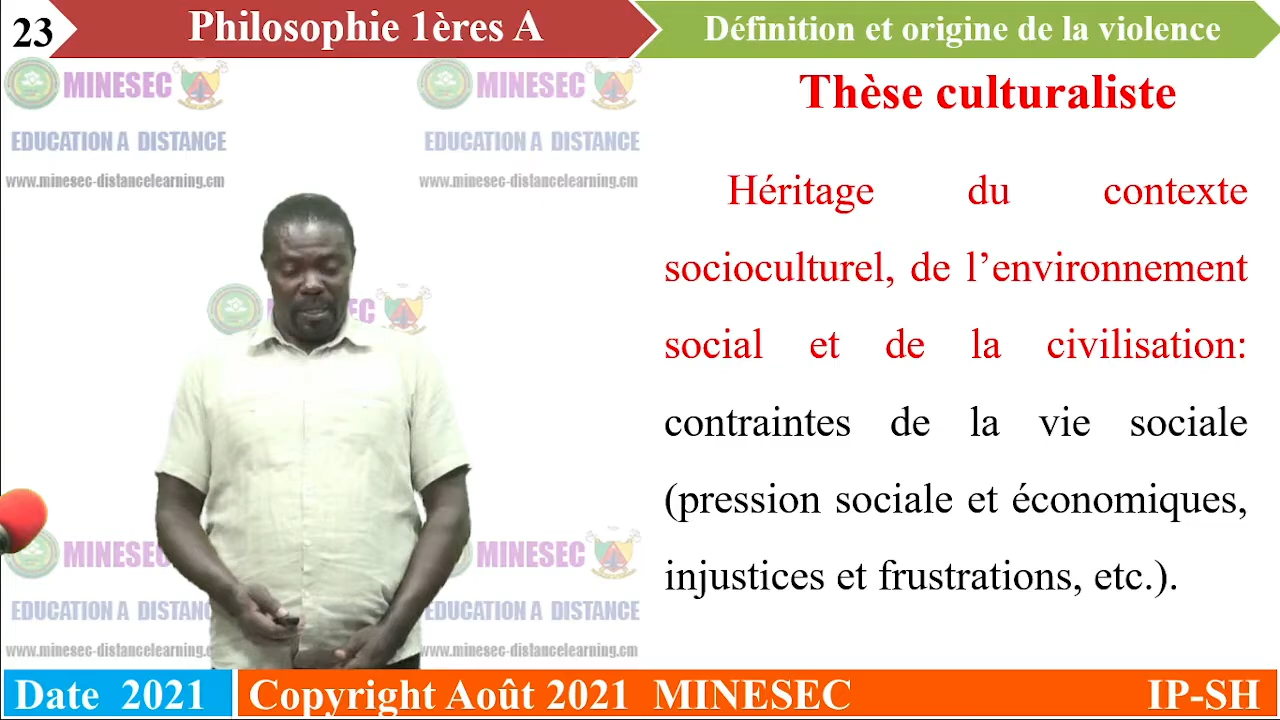 23
Philosophie 1ères A
Définition et origine de la violence
MINESEC
EDUCATION A DISTANCE
www.minesec-distancelearning.cm
MINESEC
EDUCATION A DISTANCE
www.minesec-distancelearning.cm
Thèse culturaliste
Héritage du contexte
socioculturel, de l’environnement
social et de la civilisation:
contraintes de la vie sociale
(pression sociale et économiques,
injustices et frustrations, etc.).
MINESEC
EDUCATION A DISTAN
www.minesec-distancelearning.c
MINESEC
EDUCATION A DISTANCE
www.minesec-distancelearning.cm
Date 2021
Copyright Août 2021 MINESEC
IP-SH